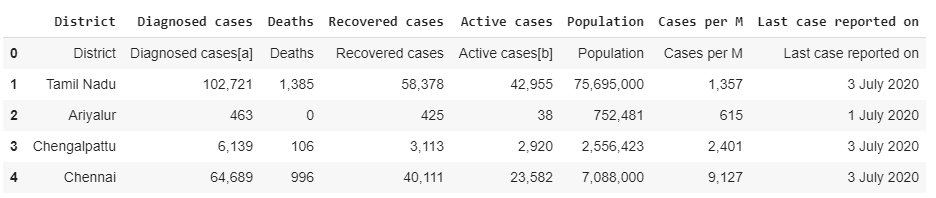 District Diagnosed cases Deaths Recovered cases Active cases Population Cases per M Last case reported on
0 District Diagnosed cases[a] Deaths Recovered cases Active cases[b] Population Cases per M Last case reported on
1 Tamil Nadu 102,721 1,385 58,378 42,955 75,695,000 1,357 3 July 2020
2 Ariyalur 463 0 425 38 752,481 615 1 July 2020
3 Chengalpattu 6,139 106 3,113 2,920 2,556,423 2,401 3 July 2020
4 Chennai 64,689 996 40,111 23,582 7,088,000 9,127 3 July 2020